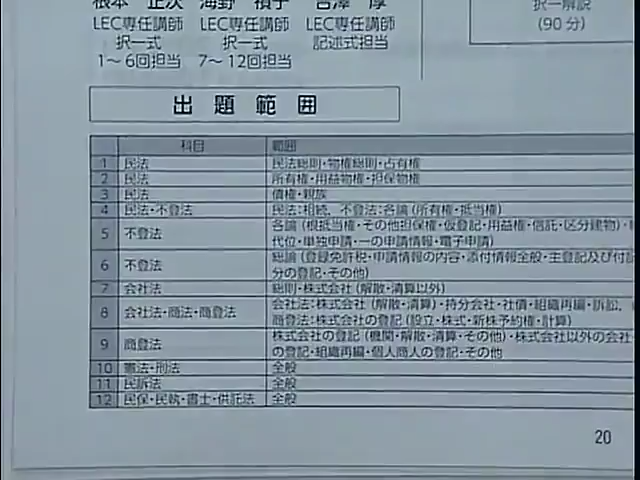 根本 正次 海野 禎子 吉澤 淳
LEC専任講師 LEC専任講師 LEC専任講師
択一式 択一式 記述式担当
1～6回担当 7～12回担当
択一解説
(90分)
出題範囲
科目 範囲
1 民法 民法総則・物権総則・占有権
2 民法 所有権・用益物権・担保物権
3 民法 債権・親族
4 民法・不登法 民法:相続、不登法:各論(所有権・抵当権)
5 不登法 各論(根抵当権・その他担保権・仮登記・用益権・信託・区分建物)・
代位・単独申請・一の申請情報・電子申請)
6 不登法 総論(登録免許税・申請情報の内容・添付情報全般・主登記及び付記
分の登記・その他)
7 会社法 総則・株式会社(解散・清算以外)
8 会社法・商法・商登法 会社法:株式会社(解散・清算)・持分会社・社債・組織再編・訴訟、
商登法:株式会社の登記(設立・株式・新株予約権・計算)
9 商登法 株式会社の登記(機関・解散・清算・その他)・株式会社以外の会社
の登記・組織再編・個人商人の登記・その他
10 憲法・刑法 全般
11 民訴法 全般
12 民保・民執・書士・供託法 全般
20